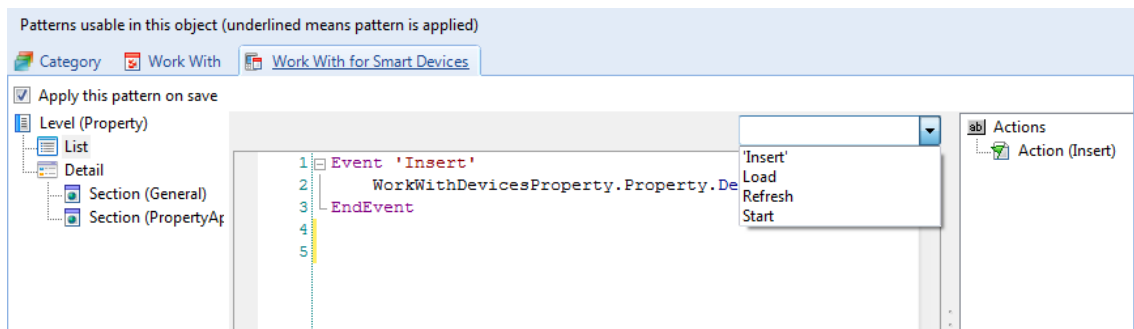 Patterns usable in this object (underlined means pattern is applied)
Category Work With Work With for Smart Devices
Apply this pattern on save
Level (Property)
List
Detail
Section (General)
Section (PropertyAp
1 Event 'Insert'
2 WorkWithDevicesProperty.Property.De
3 EndEvent
4
5
'Insert'
Load
Refresh
Start
ab Actions
Action (Insert)